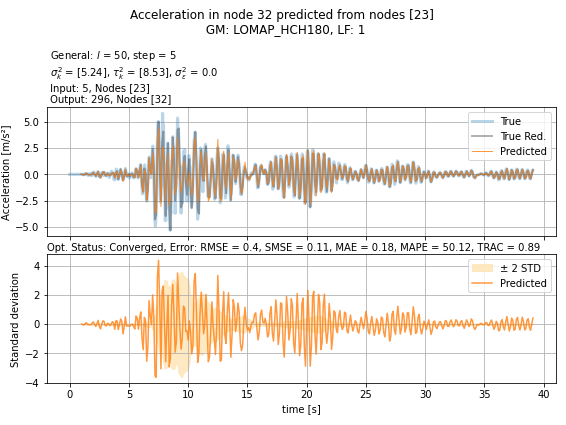 Acceleration in node 32 predicted from nodes [23]
GM: LOMAP_HCH180, LF: 1
General: l = 50, step = 5
σ²ₖ = [5.24], τ²ₖ = [8.53], σ²ε = 0.0
Input: 5, Nodes [23]
Output: 296, Nodes [32]
Acceleration [m/s²]
5.0
2.5
0.0
−2.5
−5.0
True
True Red.
Predicted
Opt. Status: Converged, Error: RMSE = 0.4, SMSE = 0.11, MAE = 0.18, MAPE = 50.12, TRAC = 0.89
Standard deviation
4
2
0
−2
−4
± 2 STD
Predicted
0 5 10 15 20 25 30 35 40
time [s]